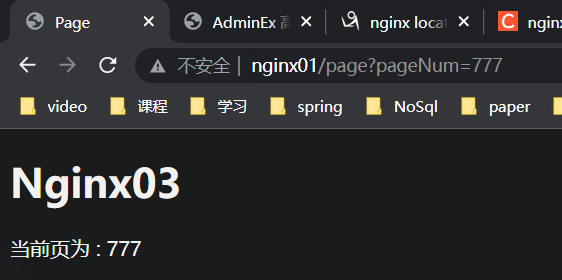 Page
AdminEx 高
nginx locat
nginx
不安全 | nginx01/page?pageNum=777
video 课程 学习 spring NoSql paper
Nginx03
当前页为 : 777